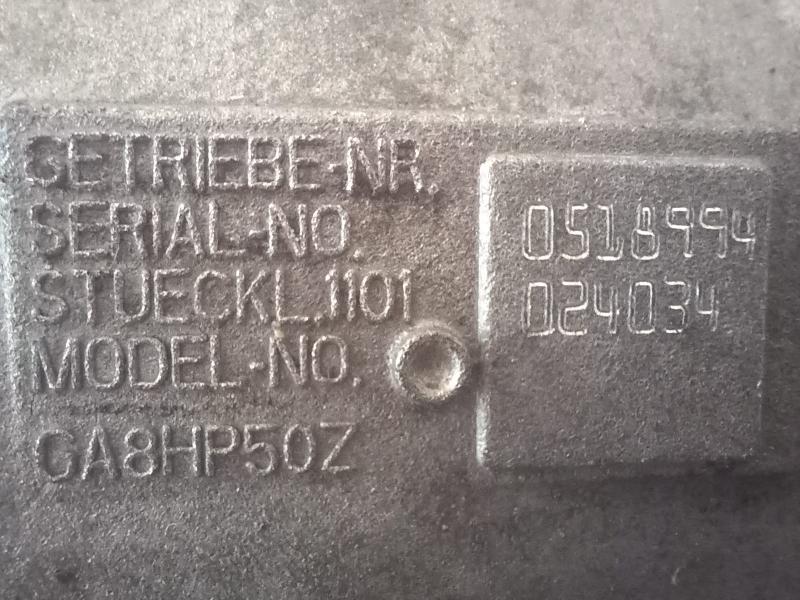 GETRIEBE-NR.
SERIAL-NO.
0518994
STUECKL.1101
024034
MODEL-NO.
GA8HP50Z